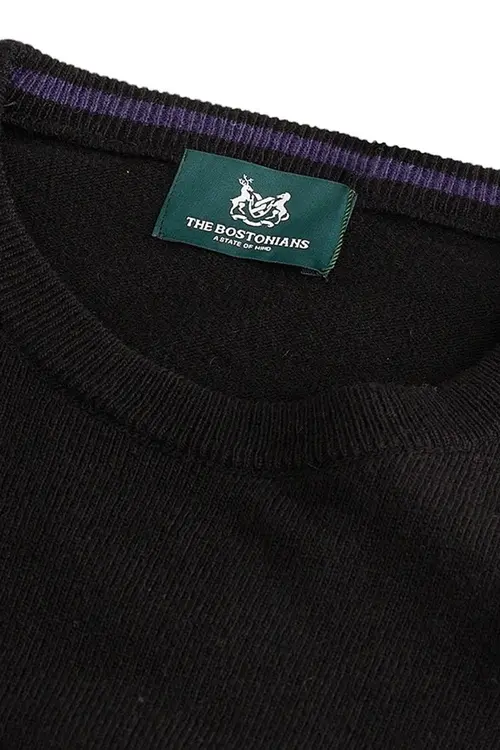 THE BOSTONIANS
A STATE OF MIND